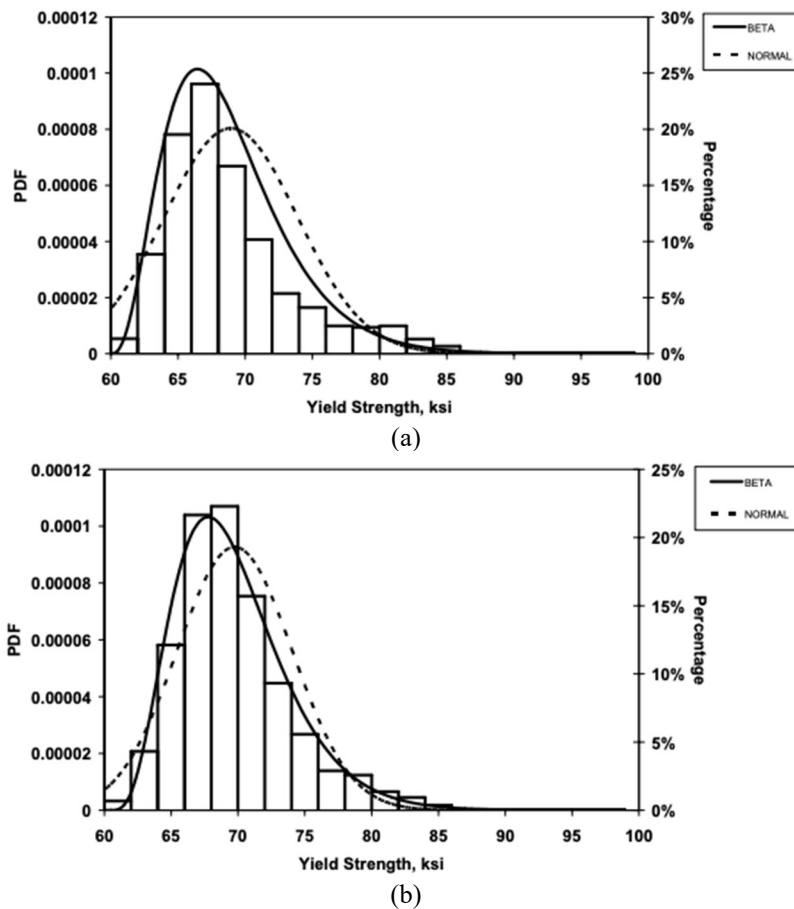 0.00012
0.0001
0.00008
0.00006
0.00004
0.00002
0
PDF
30%
25%
20%
15%
10%
5%
0%
Percentage
BETA
NORMAL
60 65 70 75 80 85 90 95 100
Yield Strength, ksi
(a)
0.00012
0.0001
0.00008
0.00006
0.00004
0.00002
0
PDF
25%
20%
15%
10%
5%
0%
Percentage
BETA
NORMAL
60 65 70 75 80 85 90 95 100
Yield Strength, ksi
(b)